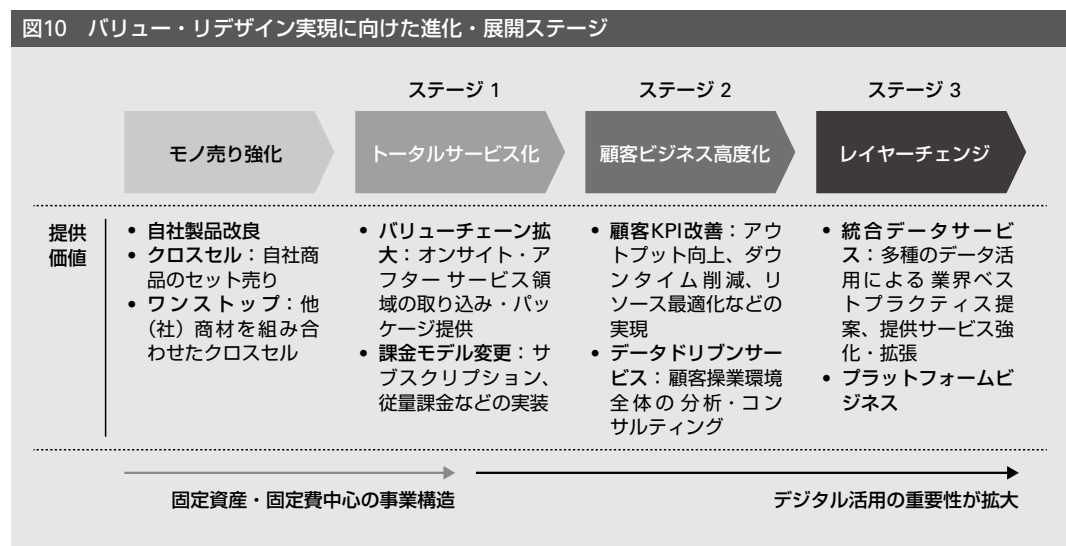 図10　バリュー・リデザイン実現に向けた進化・展開ステージ
ステージ 1
ステージ 2
ステージ 3
モノ売り強化
トータルサービス化
顧客ビジネス高度化
レイヤーチェンジ
提供
価値
• 自社製品改良
• クロスセル：自社商
品のセット売り
• ワンストップ：他
（社）商材を組み合
わせたクロスセル
• バリューチェーン拡
大：オンサイト・ア
フター サービス領
域の取り込み・パッ
ケージ提供
• 課金モデル変更：サ
ブスクリプション、
従量課金などの実装
• 顧客KPI改善：アウ
トプット向上、ダウ
ンタイム削減、リ
ソース最適化などの
実現
• データドリブンサー
ビス：顧客操業環境
全体の 分析・コン
サルティング
• 統合データサービ
ス：多種のデータ活
用による 業界ベス
トプラクティス提
案、提供サービス強
化・拡張
• プラットフォームビ
ジネス
固定資産・固定費中心の事業構造
デジタル活用の重要性が拡大